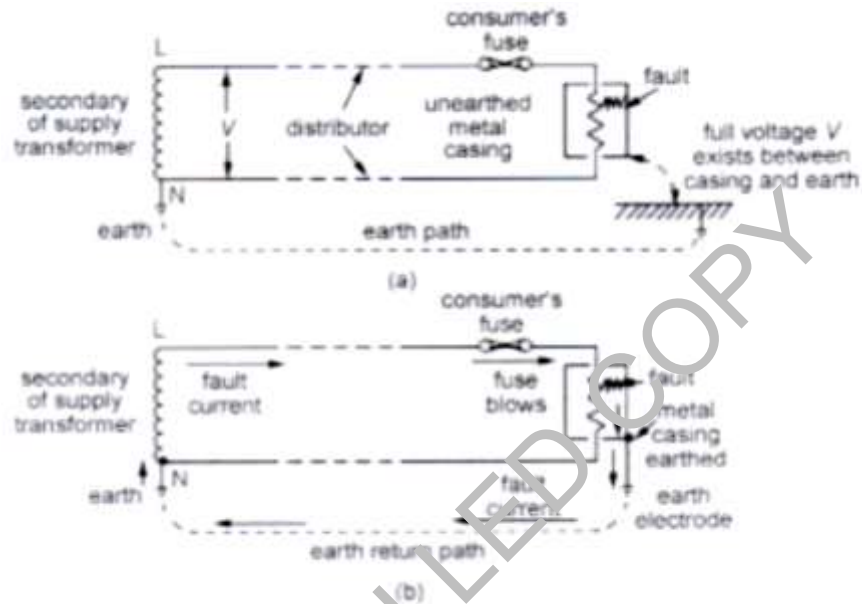 consumer's
fuse
L
fault
secondary
of supply
transformer
V
distributor
unearthed
metal
casing
full voltage V
exists between
casing and earth
N
earth
earth path
(a)
consumer's
fuse
L
secondary
of supply
transformer
fault
current
fuse
blows
fault
metal
casing
earthed
N
earth
fault
current
earth
electrode
earth return path
(b)
LED COPY